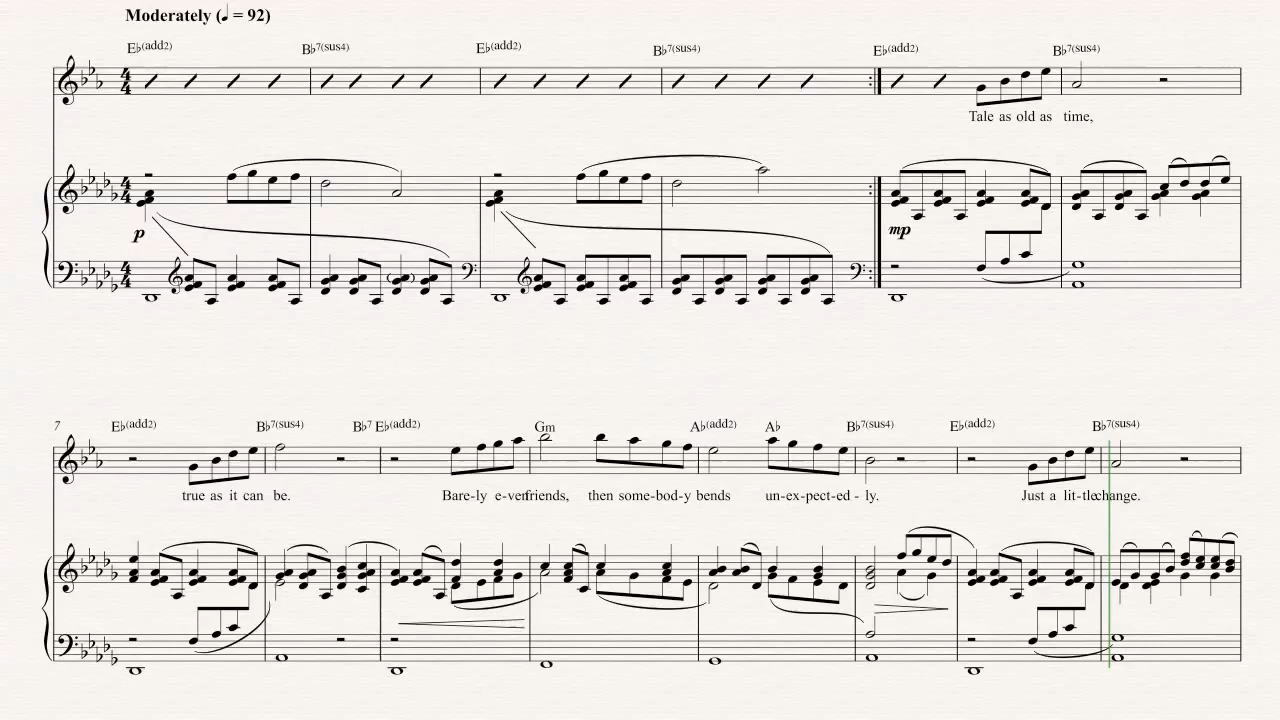 Moderately (♩ = 92)
E♭(add2) B♭7(sus4) E♭(add2) B♭7(sus4) E♭(add2) B♭7(sus4)
Tale as old as time,
p mp
7 E♭(add2) B♭7(sus4) B♭7 E♭(add2) Gm A♭(add2) A♭ B♭7(sus4) E♭(add2) B♭7(sus4)
true as it can be. Bare-ly e-ven friends, then some-bod-y bends un-ex-pect-ed - ly. Just a lit-tle change.